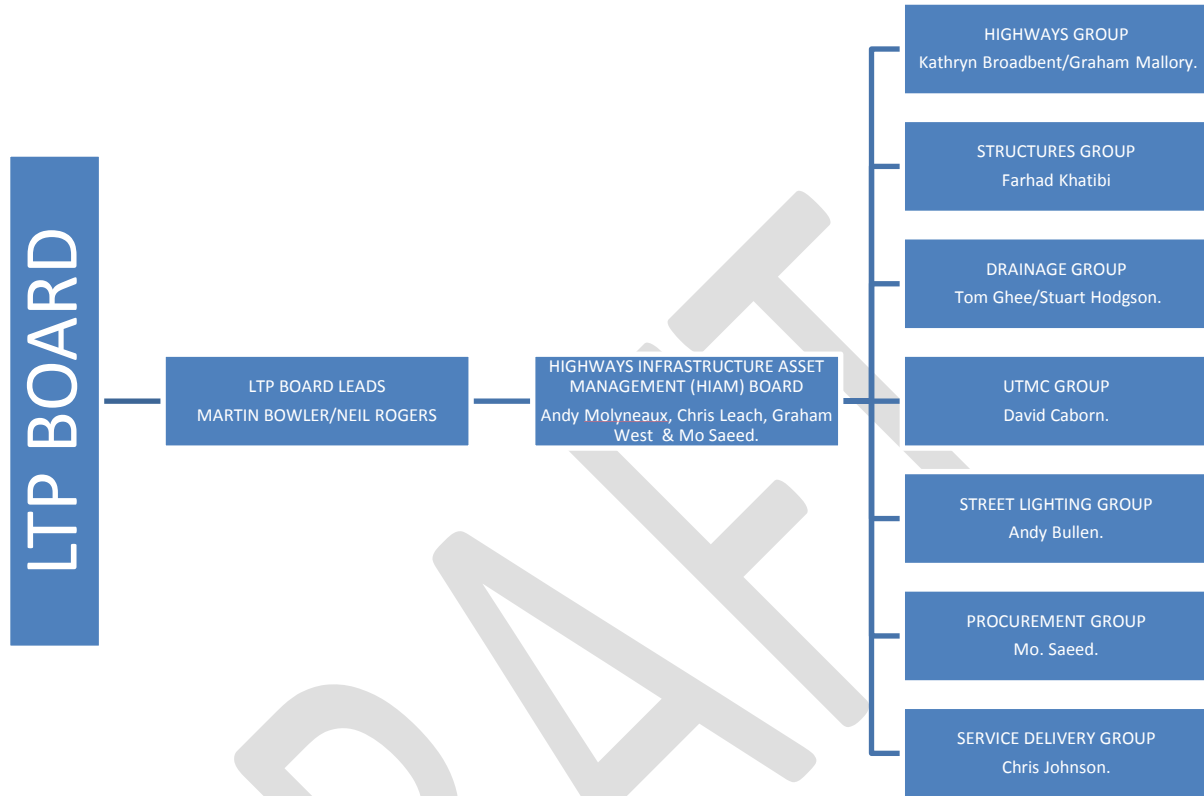 LTP BOARD
LTP BOARD LEADS
MARTIN BOWLER/NEIL ROGERS
HIGHWAYS INFRASTRUCTURE ASSET
MANAGEMENT (HIAM) BOARD
Andy Molyneaux, Chris Leach, Graham
West & Mo Saeed.
HIGHWAYS GROUP
Kathryn Broadbent/Graham Mallory.
STRUCTURES GROUP
Farhad Khatibi
DRAINAGE GROUP
Tom Ghee/Stuart Hodgson.
UTMC GROUP
David Caborn.
STREET LIGHTING GROUP
Andy Bullen.
PROCUREMENT GROUP
Mo. Saeed.
SERVICE DELIVERY GROUP
Chris Johnson.
DRAFT